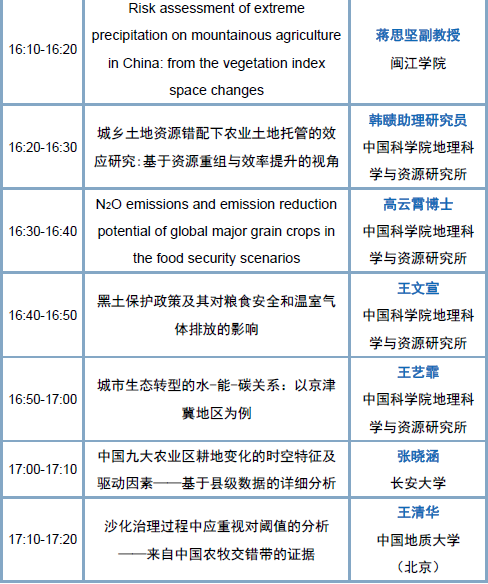 16:10-16:20
Risk assessment of extreme
precipitation on mountainous agriculture
in China: from the vegetation index
space changes
蒋思坚副教授
闽江学院
16:20-16:30
城乡土地资源错配下农业土地托管的效
应研究:基于资源重组与效率提升的视角
韩赜助理研究员
中国科学院地理科
学与资源研究所
16:30-16:40
N2O emissions and emission reduction
potential of global major grain crops in
the food security scenarios
高云霄博士
中国科学院地理科
学与资源研究所
16:40-16:50
黑土保护政策及其对粮食安全和温室气
体排放的影响
王文宣
中国科学院地理科
学与资源研究所
16:50-17:00
城市生态转型的水-能-碳关系：以京津
冀地区为例
王艺霏
中国科学院地理科
学与资源研究所
17:00-17:10
中国九大农业区耕地变化的时空特征及
驱动因素——基于县级数据的详细分析
张晓涵
长安大学
17:10-17:20
沙化治理过程中应重视对阈值的分析
——来自中国农牧交错带的证据
王清华
中国地质大学
（北京）